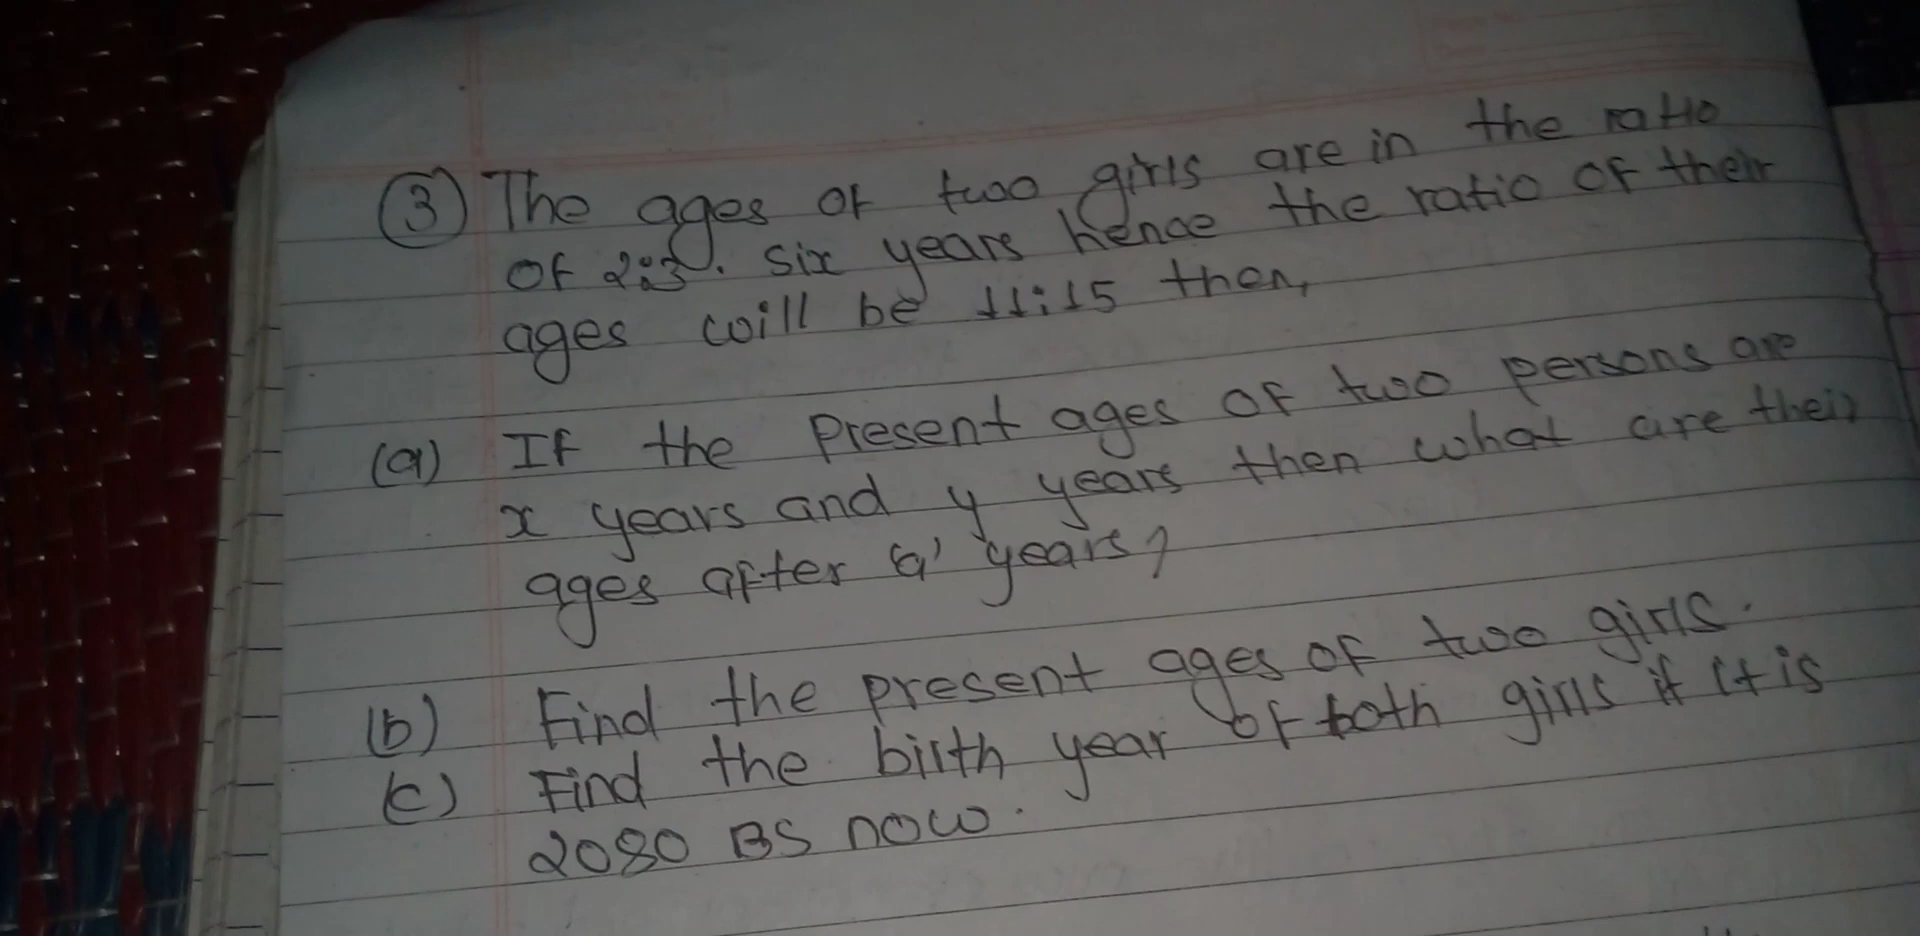 ③ The ages of two girls are in the ratio
of 2:3. six years hence the ratio of their
ages will be 11:15 then,
(a) If the present ages of two persons are
x years and y years then what are their
ages after 'a' years?
(b) Find the present ages of two girls.
(c) Find the birth year of both girls if it is
2080 BS now.